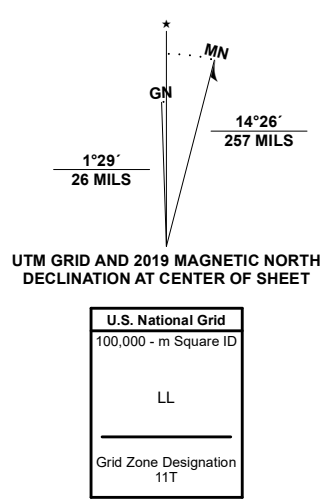 ★
MN
GN
14°26´
257 MILS
1°29´
26 MILS
UTM GRID AND 2019 MAGNETIC NORTH
DECLINATION AT CENTER OF SHEET
U.S. National Grid
100,000 - m Square ID
LL
Grid Zone Designation
11T